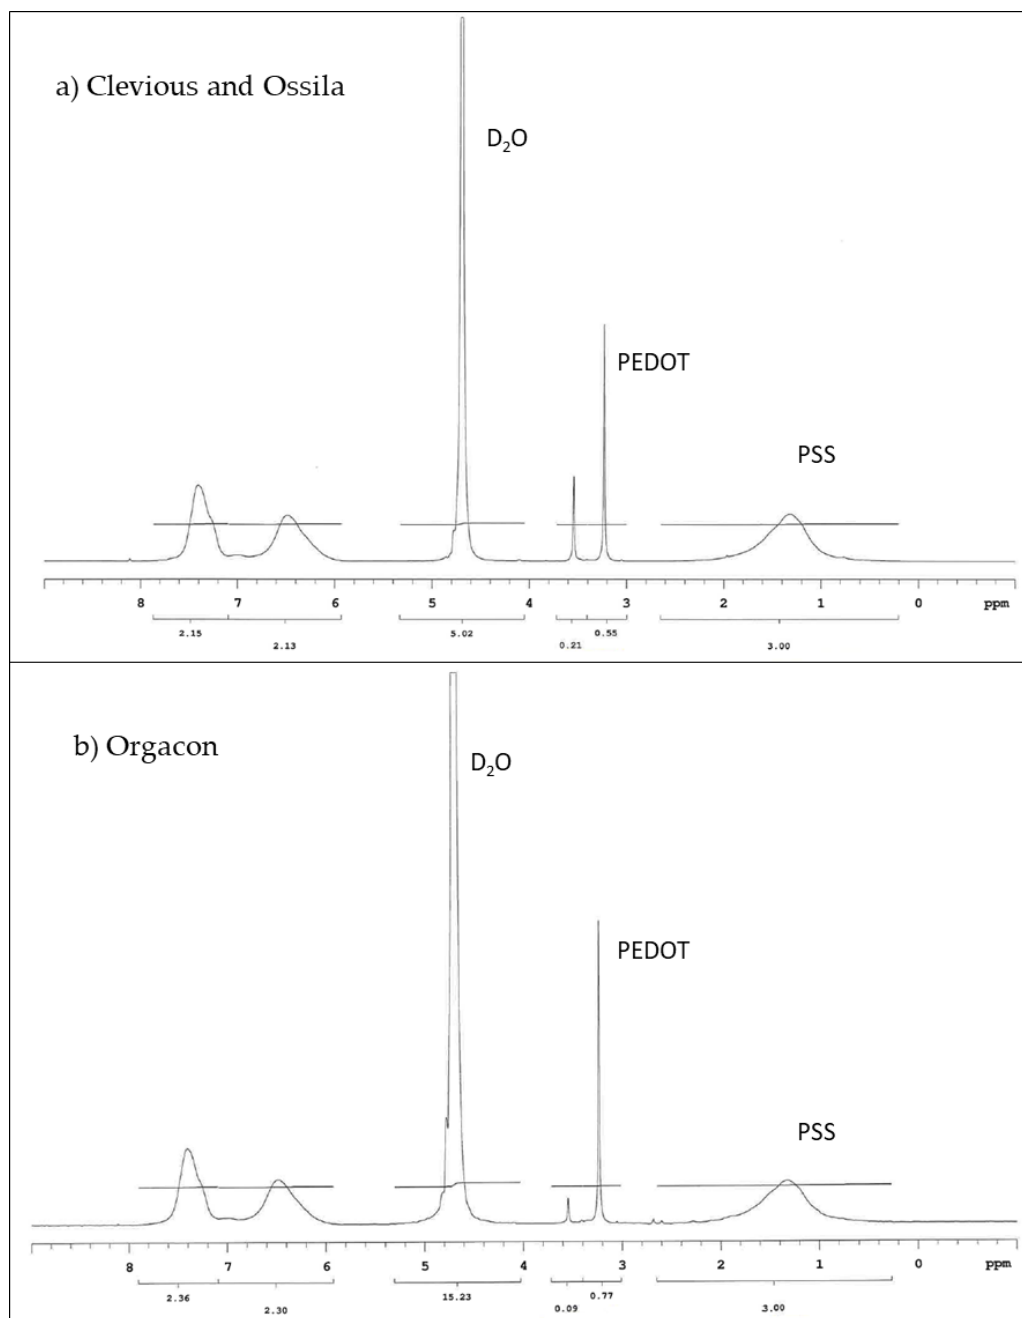 a) Clevious and Ossila
D₂O
PEDOT
PSS
8 7 6 5 4 3 2 1 0 ppm
2.15 5.02 0.55
2.13 0.21 3.00
b) Orgacon
D₂O
PEDOT
PSS
8 7 6 5 4 3 2 1 0 ppm
2.36 15.23 0.77
2.30 0.09 3.00